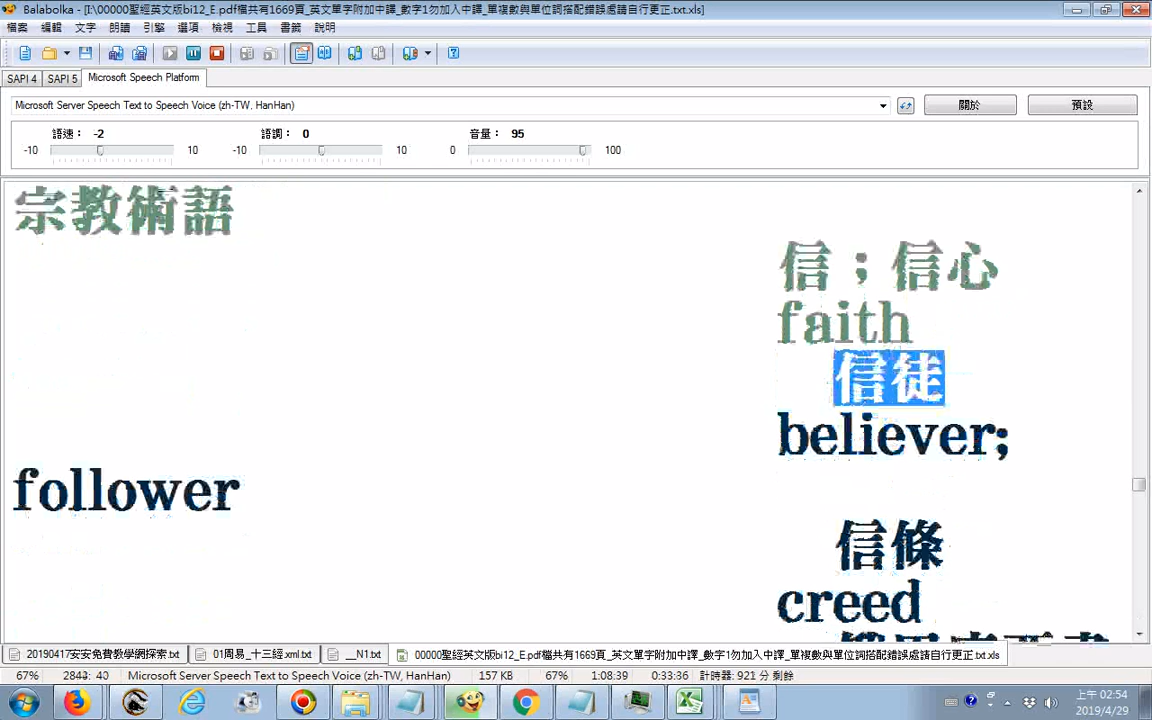 Balabolka - [I:\00000聖經英文版bi12_E.pdf檔共有1669頁_英文單字附加中譯_數字1勿加入中譯_單複數與單位詞搭配錯誤處請自行更正.txt.xls]
檔案 編輯 文字 朗讀 引擎 選項 檢視 工具 書籤 說明
SAPI 4 SAPI 5 Microsoft Speech Platform
Microsoft Server Speech Text to Speech Voice (zh-TW, HanHan) 關於 預設
語速： -2 語調： 0 音量： 95
-10 10 -10 10 0 100
宗教術語
信；信心
faith
信徒
believer;
follower
信條
creed
20190417安安免費教學網探索.txt 01周易_十三經.xml.txt __N1.txt 00000聖經英文版bi12_E.pdf檔共有1669頁_英文單字附加中譯_數字1勿加入中譯_單複數與單位詞搭配錯誤處請自行更正.txt.xls
67% 2843: 40 Microsoft Server Speech Text to Speech Voice (zh-TW, HanHan) 157 KB 67% 1:08:39 0:33:36 計時器: 921 分 剩餘
上午 02:54
2019/4/29